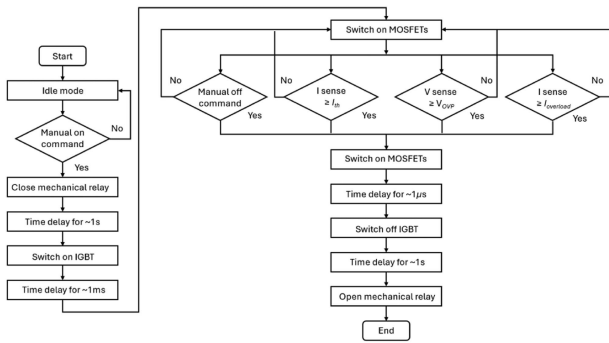 Start
Idle mode
Manual on
command
No
Yes
Close mechanical relay
Time delay for ~1s
Switch on IGBT
Time delay for ~1ms
Switch on MOSFETs
No
No
No
No
Manual off
command
I sense
≥ Ith
V sense
≥ VOVP
I sense
≥ Ioverload
Yes
Yes
Yes
Yes
Switch on MOSFETs
Time delay for ~1µs
Switch off IGBT
Time delay for ~1s
Open mechanical relay
End